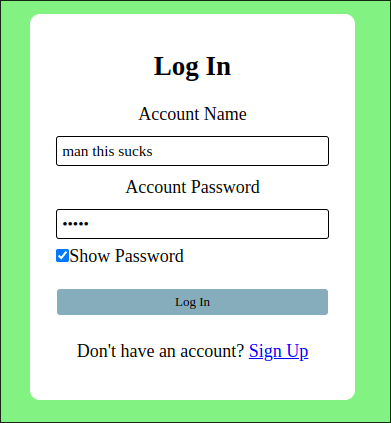 Log In
Account Name
man this sucks
Account Password
•••••
Show Password
Log In
Don't have an account? Sign Up